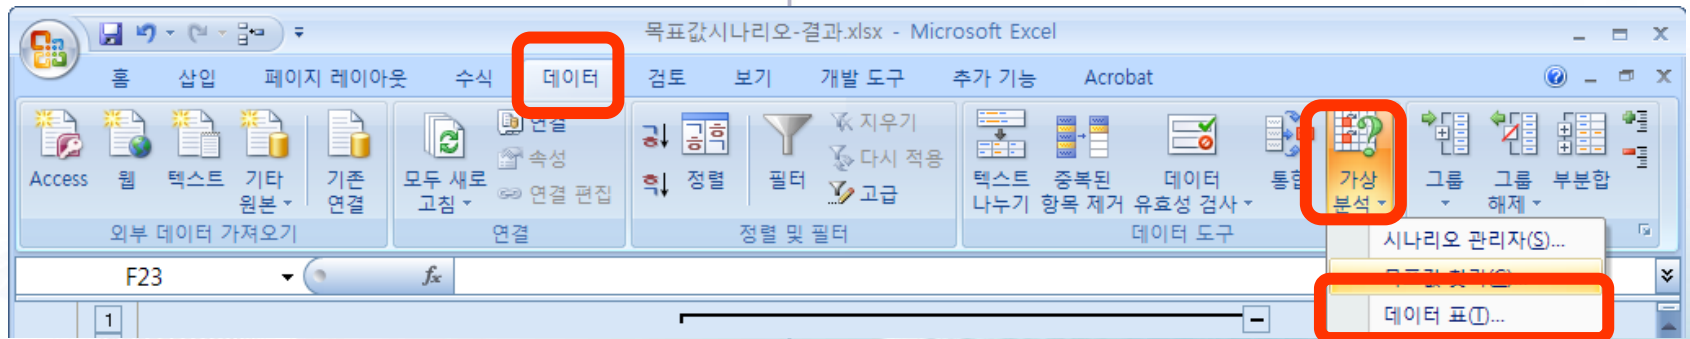 목표값시나리오-결과.xlsx - Microsoft Excel
홈 삽입 페이지 레이아웃 수식 데이터 검토 보기 개발 도구 추가 기능 Acrobat
Access 웹 텍스트 기타 원본 기존 연결
외부 데이터 가져오기
모두 새로 고침 연결 속성 연결 편집
연결
정렬 필터 지우기 다시 적용 고급
정렬 및 필터
텍스트 나누기 중복된 항목 제거 데이터 유효성 검사 통합 가상 분석
데이터 도구
그룹 그룹 해제 부분합
시나리오 관리자(S)...
데이터 표(T)...
F23 fx
1